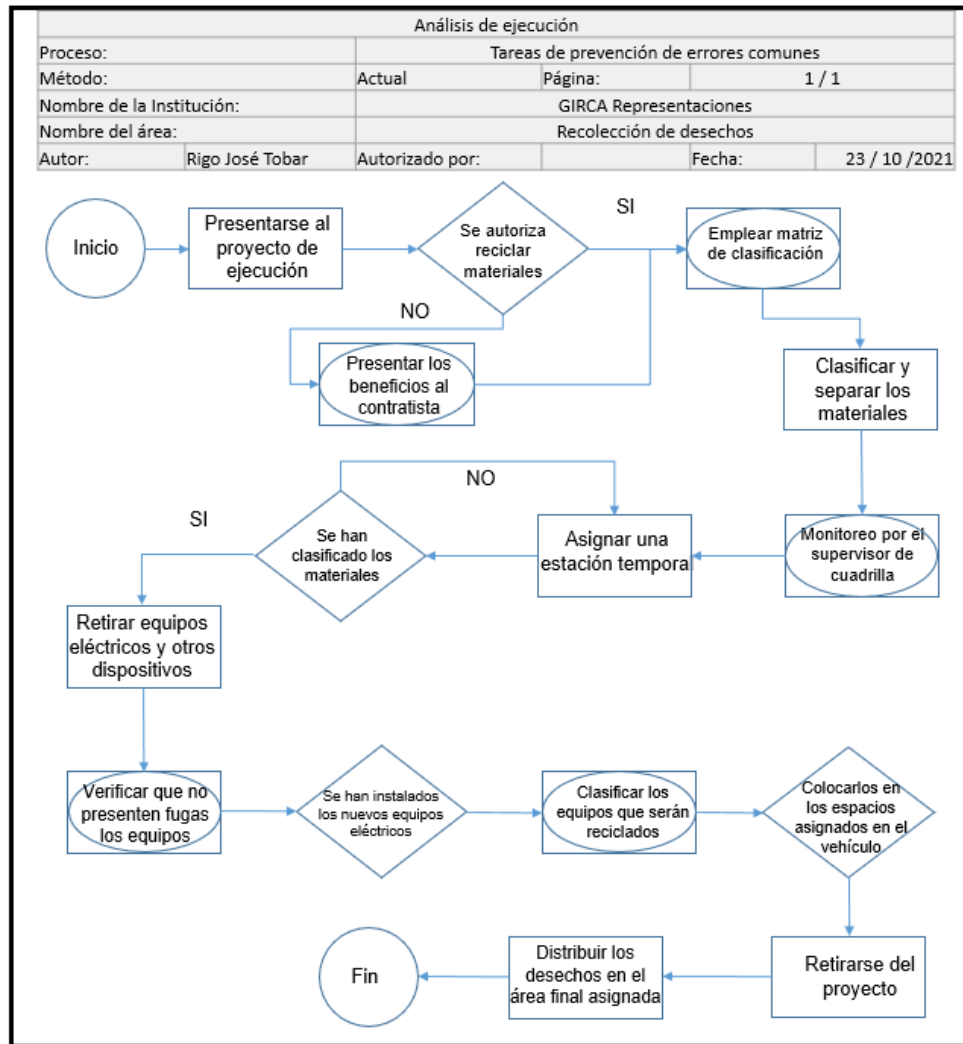 Análisis de ejecución
Proceso: Tareas de prevención de errores comunes
Método: Actual Página: 1 / 1
Nombre de la Institución: GIRCA Representaciones
Nombre del área: Recolección de desechos
Autor: Rigo José Tobar Autorizado por: Fecha: 23 / 10 /2021
Inicio
Presentarse al
proyecto de
ejecución
Se autoriza
reciclar
materiales
SI
Emplear matriz
de clasificación
NO
Presentar los
beneficios al
contratista
Clasificar y
separar los
materiales
Monitoreo por el
supervisor de
cuadrilla
Asignar una
estación tempora
NO
Se han
clasificado los
materiales
SI
Retirar equipos
eléctricos y otros
dispositivos
Verificar que no
presenten fugas
los equipos
Se han instalados
los nuevos equipos
eléctricos
Clasificar los
equipos que serán
reciclados
Colocarlos en
los espacios
asignados en el
vehículo
Retirarse del
proyecto
Distribuir los
desechos en el
área final asignada
Fin